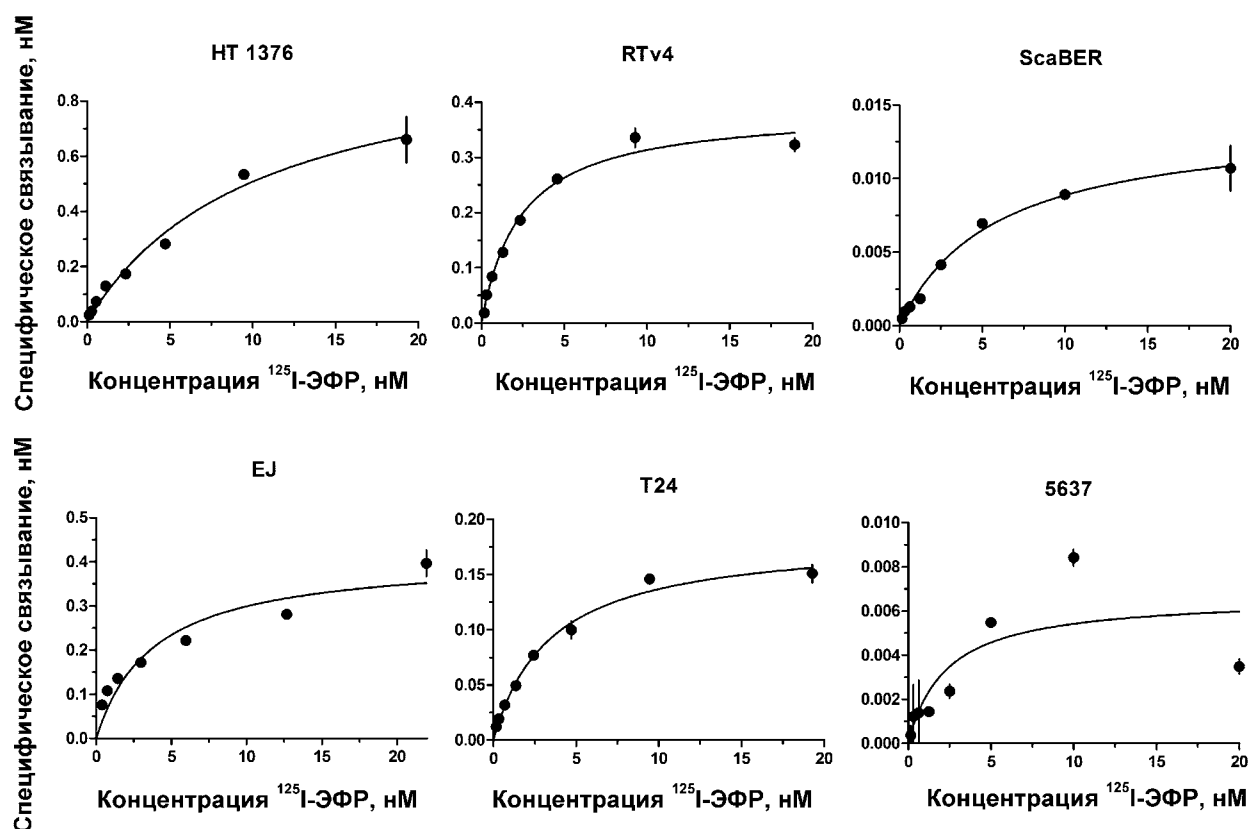 Специфическое связывание, нМ
HT 1376
0.8
0.6
0.4
0.2
0.0
0 5 10 15 20
Концентрация ¹²⁵I-ЭФР, нМ
RTv4
0.4
0.3
0.2
0.1
0.0
0 5 10 15 20
Концентрация ¹²⁵I-ЭФР, нМ
ScaBER
0.015
0.010
0.005
0.000
0 5 10 15 20
Концентрация ¹²⁵I-ЭФР, нМ
Специфическое связывание, нМ
EJ
0.5
0.4
0.3
0.2
0.1
0.0
0 5 10 15 20
Концентрация ¹²⁵I-ЭФР, нМ
T24
0.20
0.15
0.10
0.05
0.00
0 5 10 15 20
Концентрация ¹²⁵I-ЭФР, нМ
5637
0.010
0.008
0.006
0.004
0.002
0.000
0 5 10 15 20
Концентрация ¹²⁵I-ЭФР, нМ